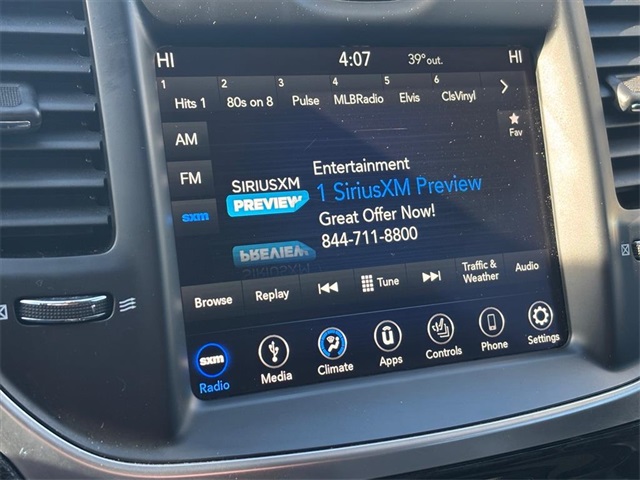 HI 4:07 39° out. HI
1 Hits 1 2 80s on 8 3 Pulse 4 MLBRadio 5 Elvis 6 ClsVinyl
AM
Fav
FM
Entertainment
SIRIUSXM 1 SiriusXM Preview
PREVIEW
sxm
Great Offer Now!
844-711-8800
Browse Replay Tune Traffic & Weather Audio
sxm
Radio Media Climate Apps Controls Phone Settings